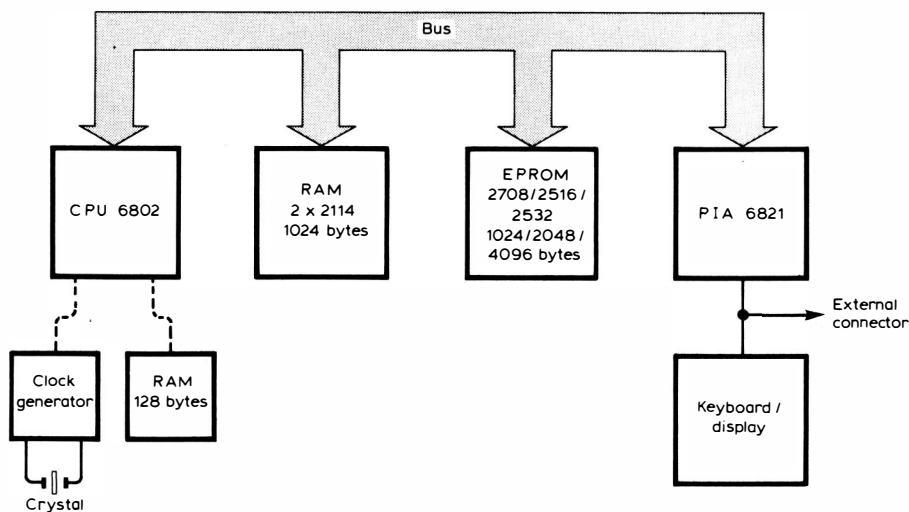 Bus
CPU 6802
RAM
2 x 2114
1024 bytes
EPROM
2708/2516/
2532
1024/2048/
4096 bytes
PIA 6821
External
connector
Clock
generator
RAM
128 bytes
Keyboard /
display
Crystal